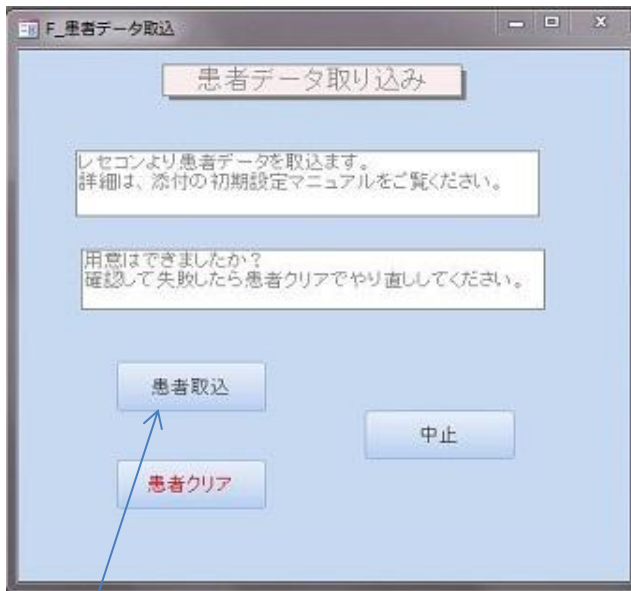 F_患者データ取込
患者データ取り込み
レセコンより患者データを取込ます。
詳細は、添付の初期設定マニュアルをご覧ください。
用意はできましたか?
確認して失敗したら患者クリアでやり直ししてください。
患者取込
中止
患者クリア